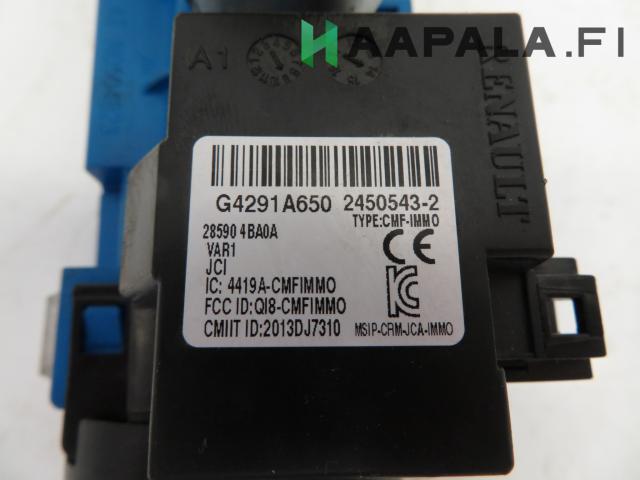 HAAPALA.FI
A1
RENAULT
G4291A650 2450543-2
TYPE:CMF-IMMO
28590 4BA0A
VAR1
JCI
IC: 4419A-CMFIMMO
FCC ID:QI8-CMFIMMO
CMIIT ID:2013DJ7310
CE
MSIP-CRM-JCA-IMMO